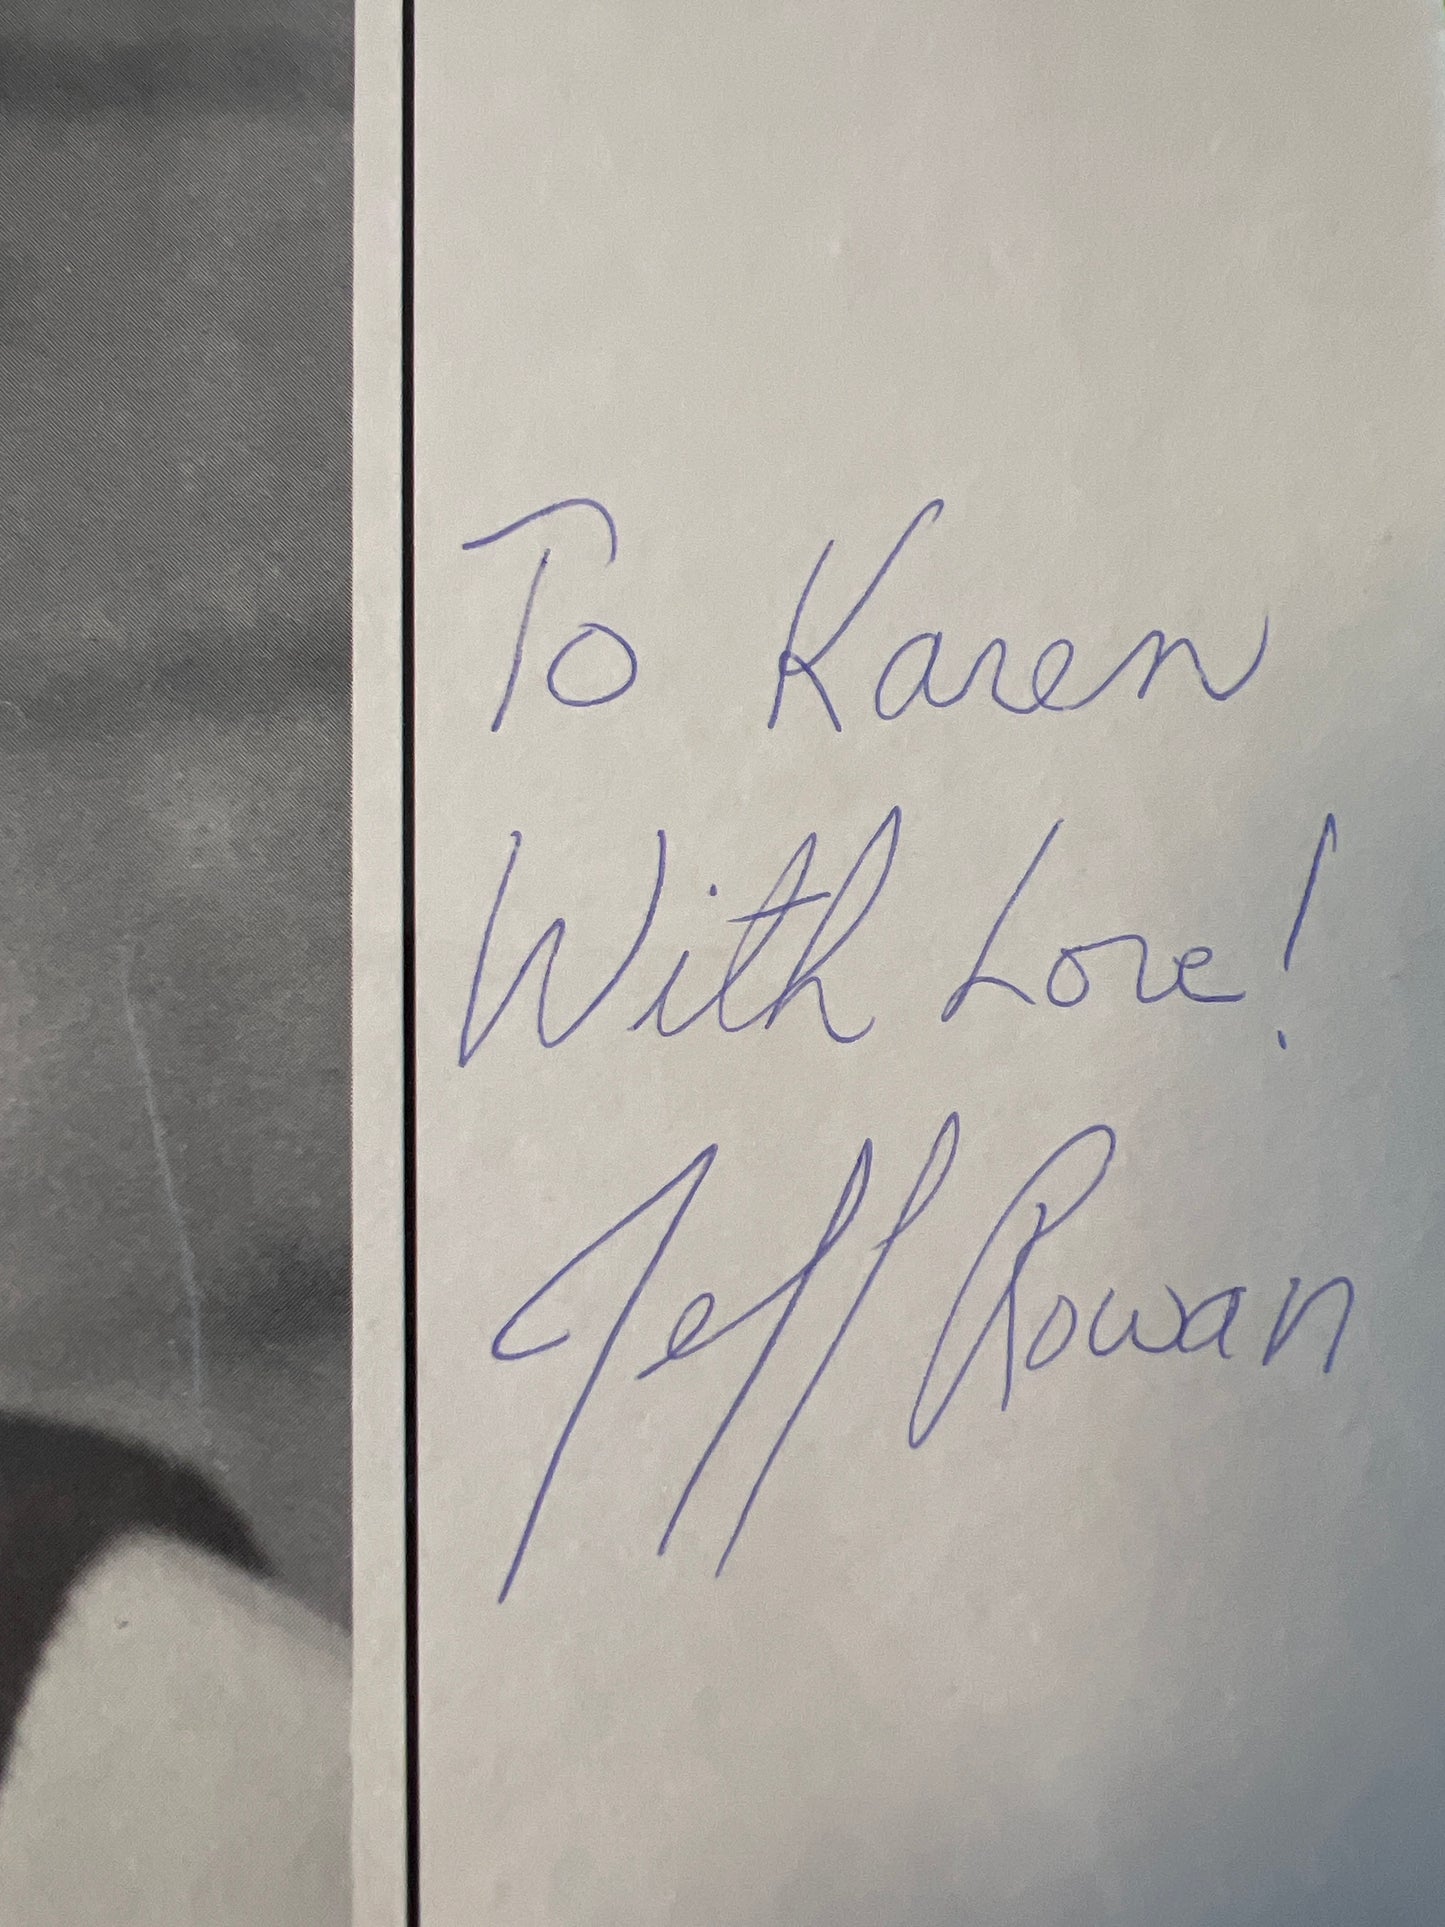 To Karen
With Love!
Jeff Rowan